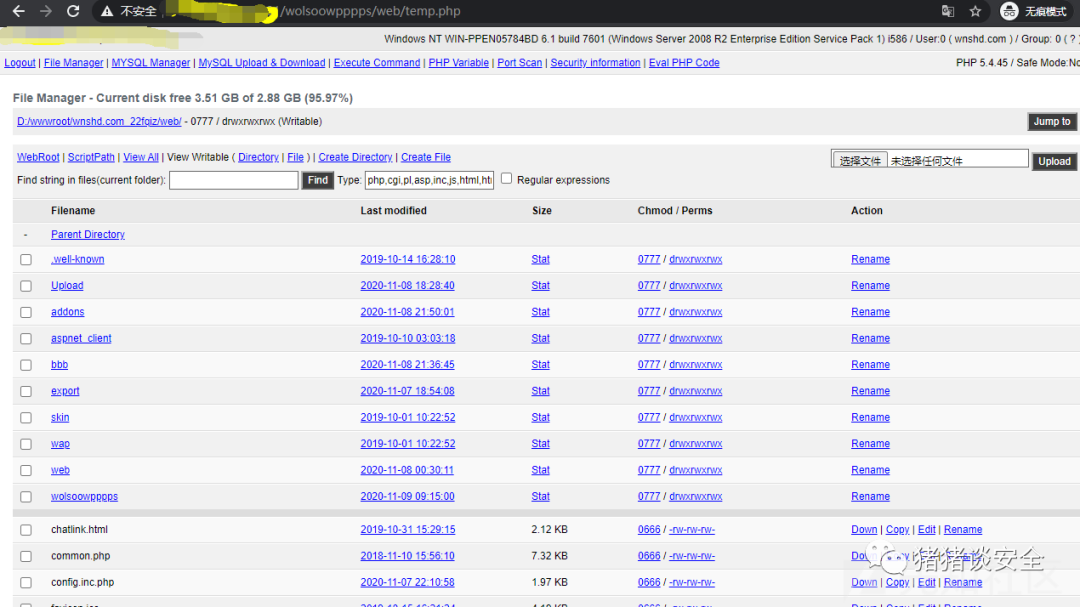 不安全 /wolsoowpppps/web/temp.php 无痕模式
Windows NT WIN-PPEN05784BD 6.1 build 7601 (Windows Server 2008 R2 Enterprise Edition Service Pack 1) i586 / User:0 ( wnshd.com ) / Group: 0 ( ? )
Logout | File Manager | MYSQL Manager | MySQL Upload & Download | Execute Command | PHP Variable | Port Scan | Security information | Eval PHP Code PHP 5.4.45 / Safe Mode:No
File Manager - Current disk free 3.51 GB of 2.88 GB (95.97%)
D:/wwwroot/wnshd.com_22fqiz/web/ - 0777 / drwxrwxrwx (Writable) Jump to
WebRoot | ScriptPath | View All | View Writable ( Directory | File ) | Create Directory | Create File 选择文件 未选择任何文件 Upload
Find string in files(current folder): Find Type: php,cgi,pl,asp,inc,js,html,ht Regular expressions
Filename Last modified Size Chmod / Perms Action
- Parent Directory
.well-known 2019-10-14 16:28:10 Stat 0777 / drwxrwxrwx Rename
Upload 2020-11-08 18:28:40 Stat 0777 / drwxrwxrwx Rename
addons 2020-11-08 21:50:01 Stat 0777 / drwxrwxrwx Rename
aspnet_client 2019-10-10 03:03:18 Stat 0777 / drwxrwxrwx Rename
bbb 2020-11-08 21:36:45 Stat 0777 / drwxrwxrwx Rename
export 2020-11-07 18:54:08 Stat 0777 / drwxrwxrwx Rename
skin 2019-10-01 10:22:52 Stat 0777 / drwxrwxrwx Rename
wap 2019-10-01 10:22:52 Stat 0777 / drwxrwxrwx Rename
web 2020-11-08 00:30:11 Stat 0777 / drwxrwxrwx Rename
wolsoowpppps 2020-11-09 09:15:00 Stat 0777 / drwxrwxrwx Rename
chatlink.html 2019-10-31 15:29:15 2.12 KB 0666 / -rw-rw-rw- Down | Copy | Edit | Rename
common.php 2018-11-10 15:56:10 7.32 KB 0666 / -rw-rw-rw-
猪猪谈安全
config.inc.php 2020-11-07 22:10:58 1.97 KB 0666 / -rw-rw-rw- Down | Copy | Edit | Rename